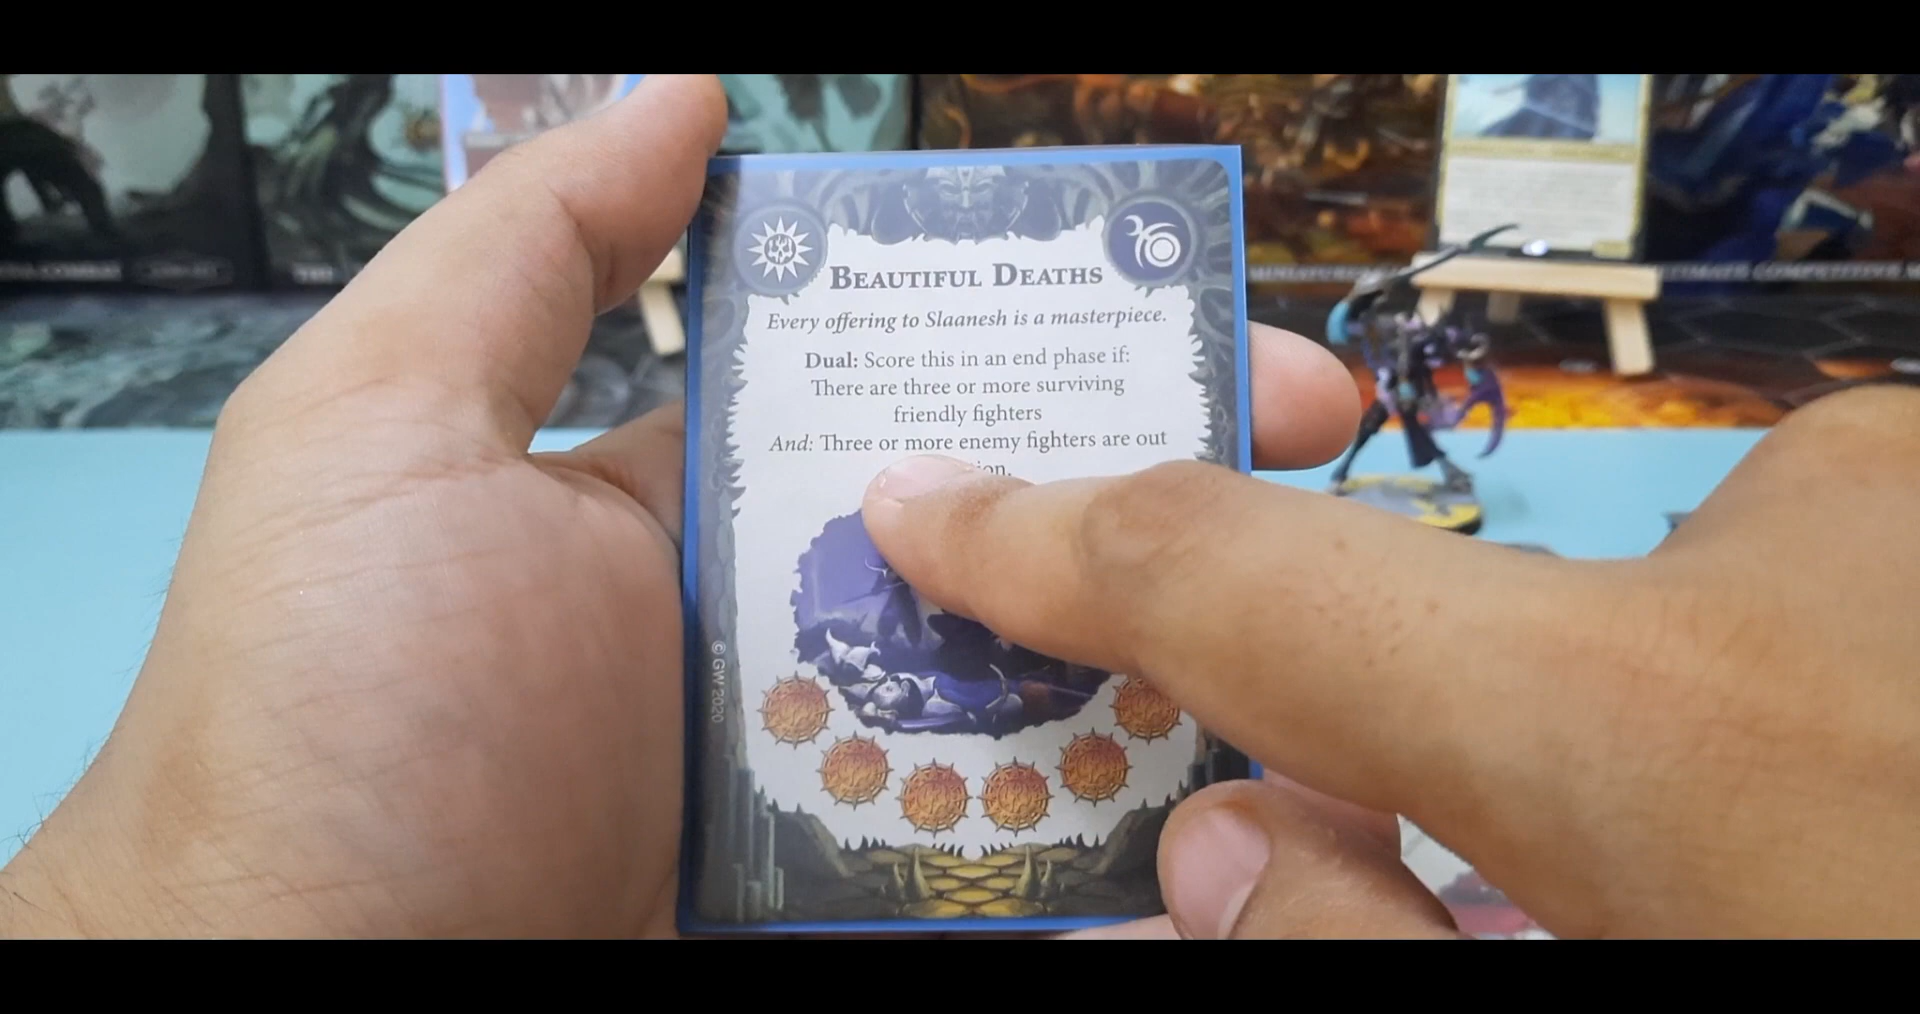 BEAUTIFUL DEATHS
Every offering to Slaanesh is a masterpiece.
Dual: Score this in an end phase if:
There are three or more surviving
friendly fighters
And: Three or more enemy fighters are out
ion.
© GW 2020